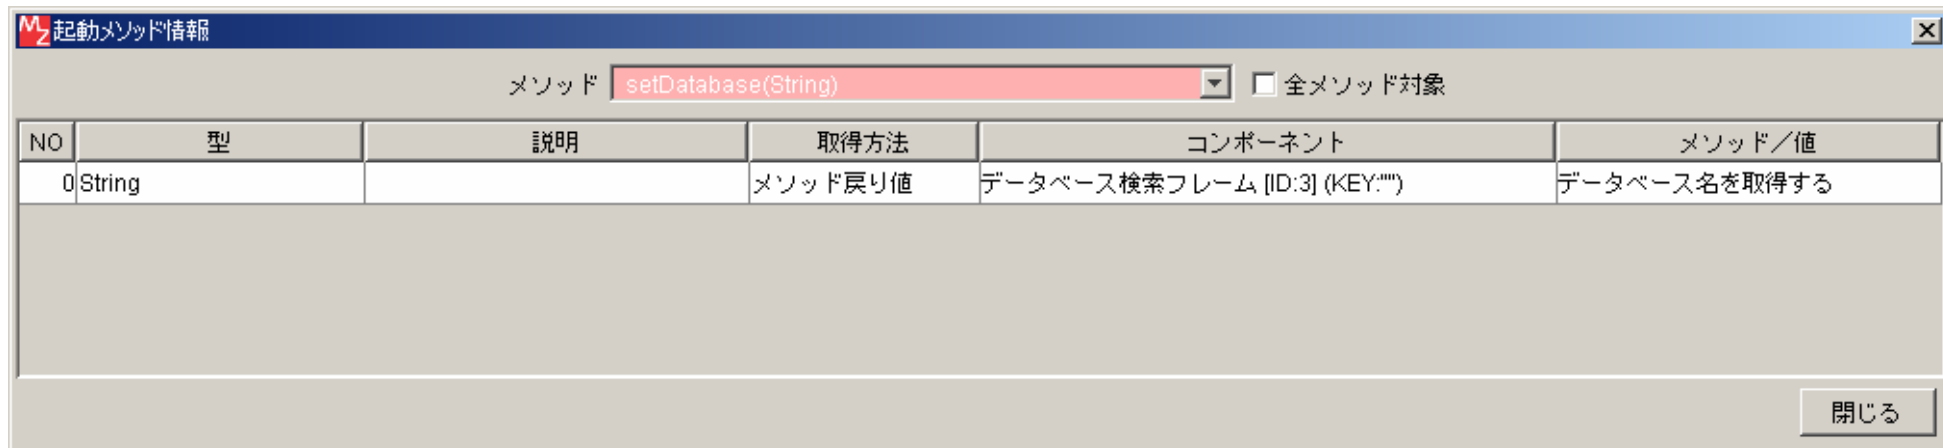 MZ 起動メソッド情報
メソッド setDatabase(String) 全メソッド対象
NO 型 説明 取得方法 コンポーネント メソッド／値
0 String メソッド戻り値 データベース検索フレーム [ID:3] (KEY:"") データベース名を取得する
閉じる